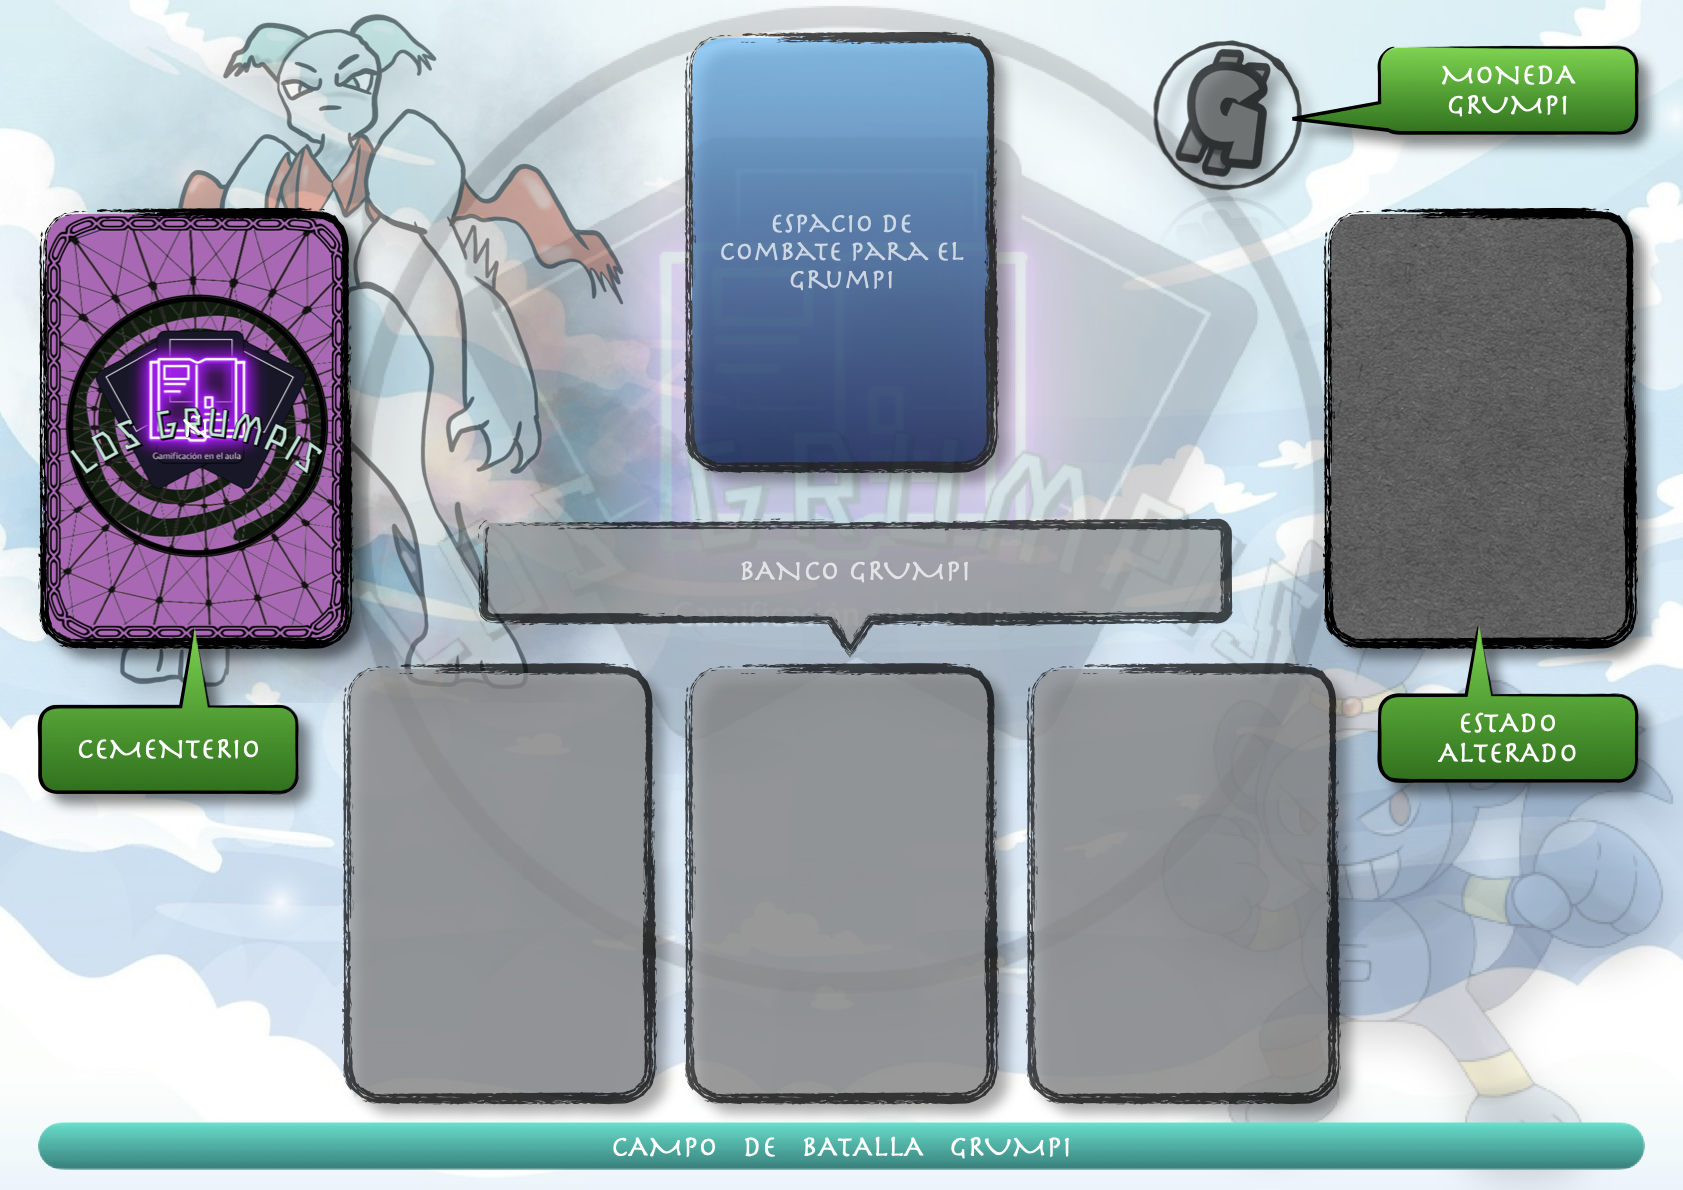 MONEDA
GRUMPI
ESPACIO DE
COMBATE PARA EL
GRUMPI
LOS GRUMPIS
Gamificación en el aula
BANCO GRUMPI
CEMENTERIO
ESTADO
ALTERADO
CAMPO DE BATALLA GRUMPI